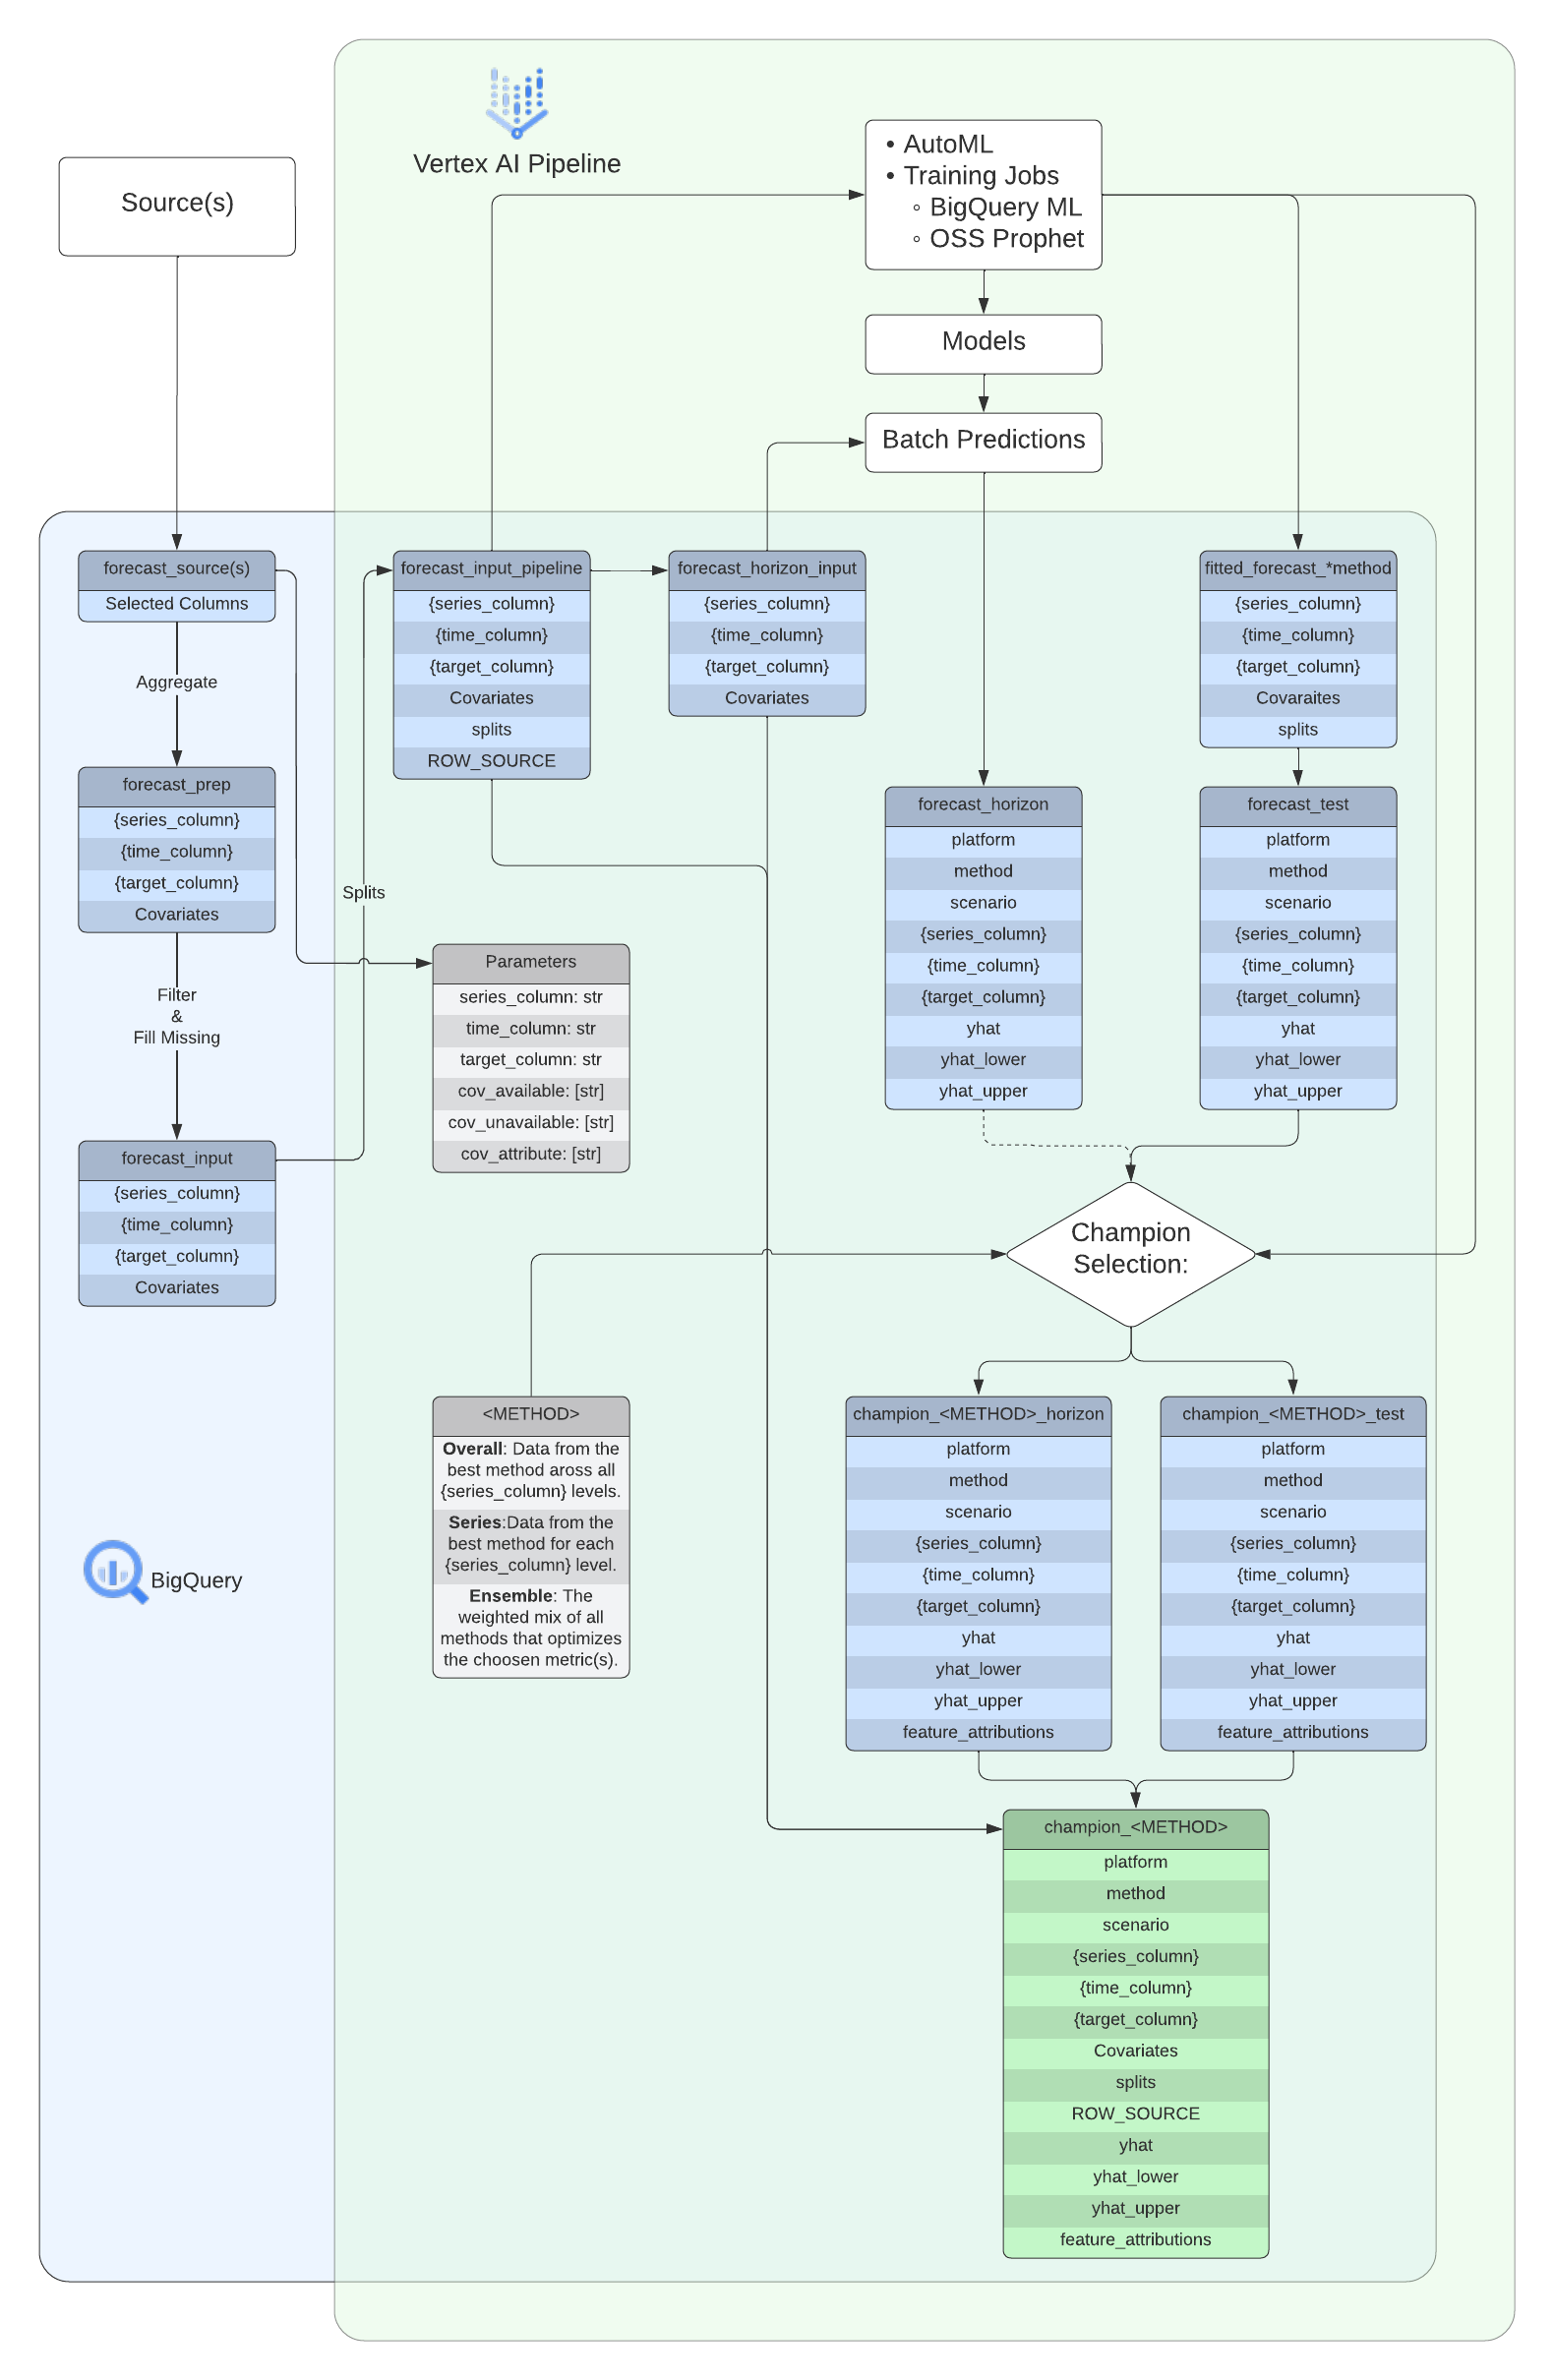 Vertex AI Pipeline
Source(s)
• AutoML
• Training Jobs
◦ BigQuery ML
◦ OSS Prophet
Models
Batch Predictions
forecast_source(s)
Selected Columns
Aggregate
forecast_prep
{series_column}
{time_column}
{target_column}
Covariates
Filter
&
Fill Missing
forecast_input
{series_column}
{time_column}
{target_column}
Covariates
BigQuery
Splits
forecast_input_pipeline
{series_column}
{time_column}
{target_column}
Covariates
splits
ROW_SOURCE
forecast_horizon_input
{series_column}
{time_column}
{target_column}
Covariates
fitted_forecast_*method
{series_column}
{time_column}
{target_column}
Covaraites
splits
forecast_horizon
platform
method
scenario
{series_column}
{time_column}
{target_column}
yhat
yhat_lower
yhat_upper
forecast_test
platform
method
scenario
{series_column}
{time_column}
{target_column}
yhat
yhat_lower
yhat_upper
Parameters
series_column: str
time_column: str
target_column: str
cov_available: [str]
cov_unavailable: [str]
cov_attribute: [str]
Champion
Selection:
<METHOD>
Overall: Data from the
best method aross all
{series_column} levels.
Series:Data from the
best method for each
{series_column} level.
Ensemble: The
weighted mix of all
methods that optimizes
the choosen metric(s).
champion_<METHOD>_horizon
platform
method
scenario
{series_column}
{time_column}
{target_column}
yhat
yhat_lower
yhat_upper
feature_attributions
champion_<METHOD>_test
platform
method
scenario
{series_column}
{time_column}
{target_column}
yhat
yhat_lower
yhat_upper
feature_attributions
champion_<METHOD>
platform
method
scenario
{series_column}
{time_column}
{target_column}
Covariates
splits
ROW_SOURCE
yhat
yhat_lower
yhat_upper
feature_attributions